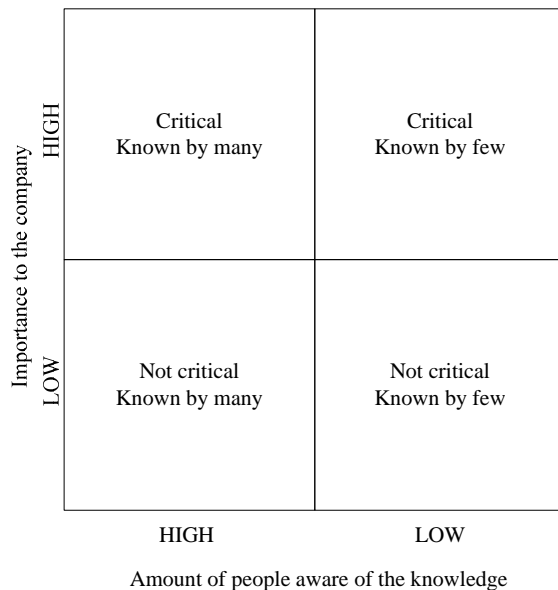 Importance to the company
HIGH
LOW
Critical
Known by many
Critical
Known by few
Not critical
Known by many
Not critical
Known by few
HIGH
LOW
Amount of people aware of the knowledge